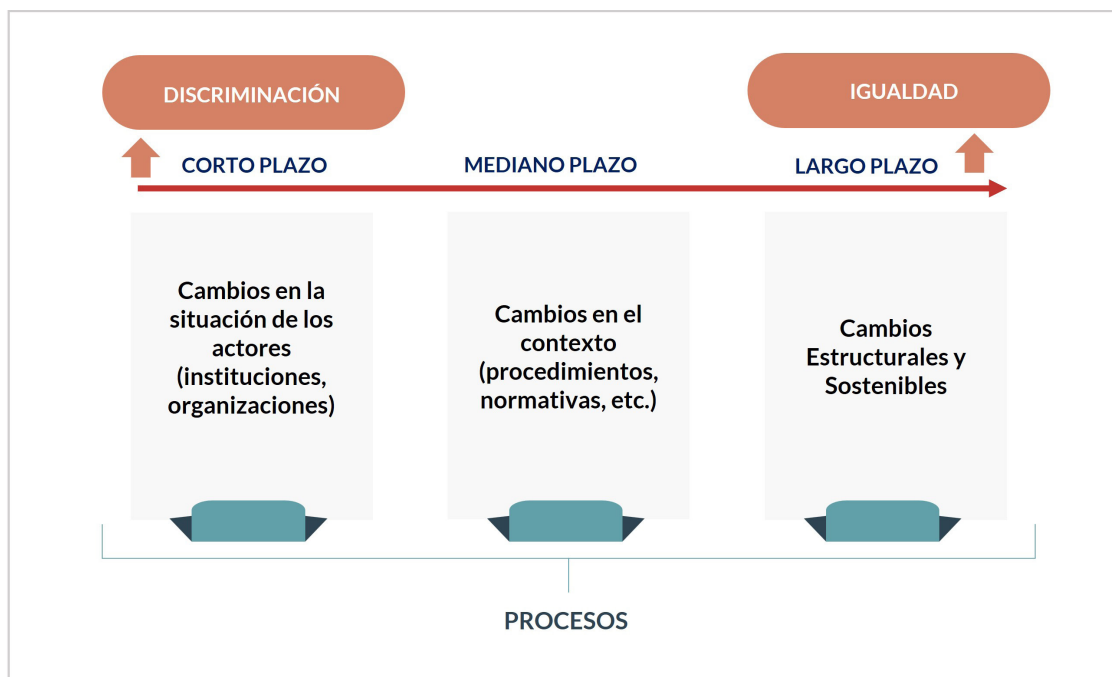 DISCRIMINACIÓN
IGUALDAD
CORTO PLAZO
MEDIANO PLAZO
LARGO PLAZO
Cambios en la
situación de los
actores
(instituciones,
organizaciones)
Cambios en el
contexto
(procedimientos,
normativas, etc.)
Cambios
Estructurales y
Sostenibles
PROCESOS